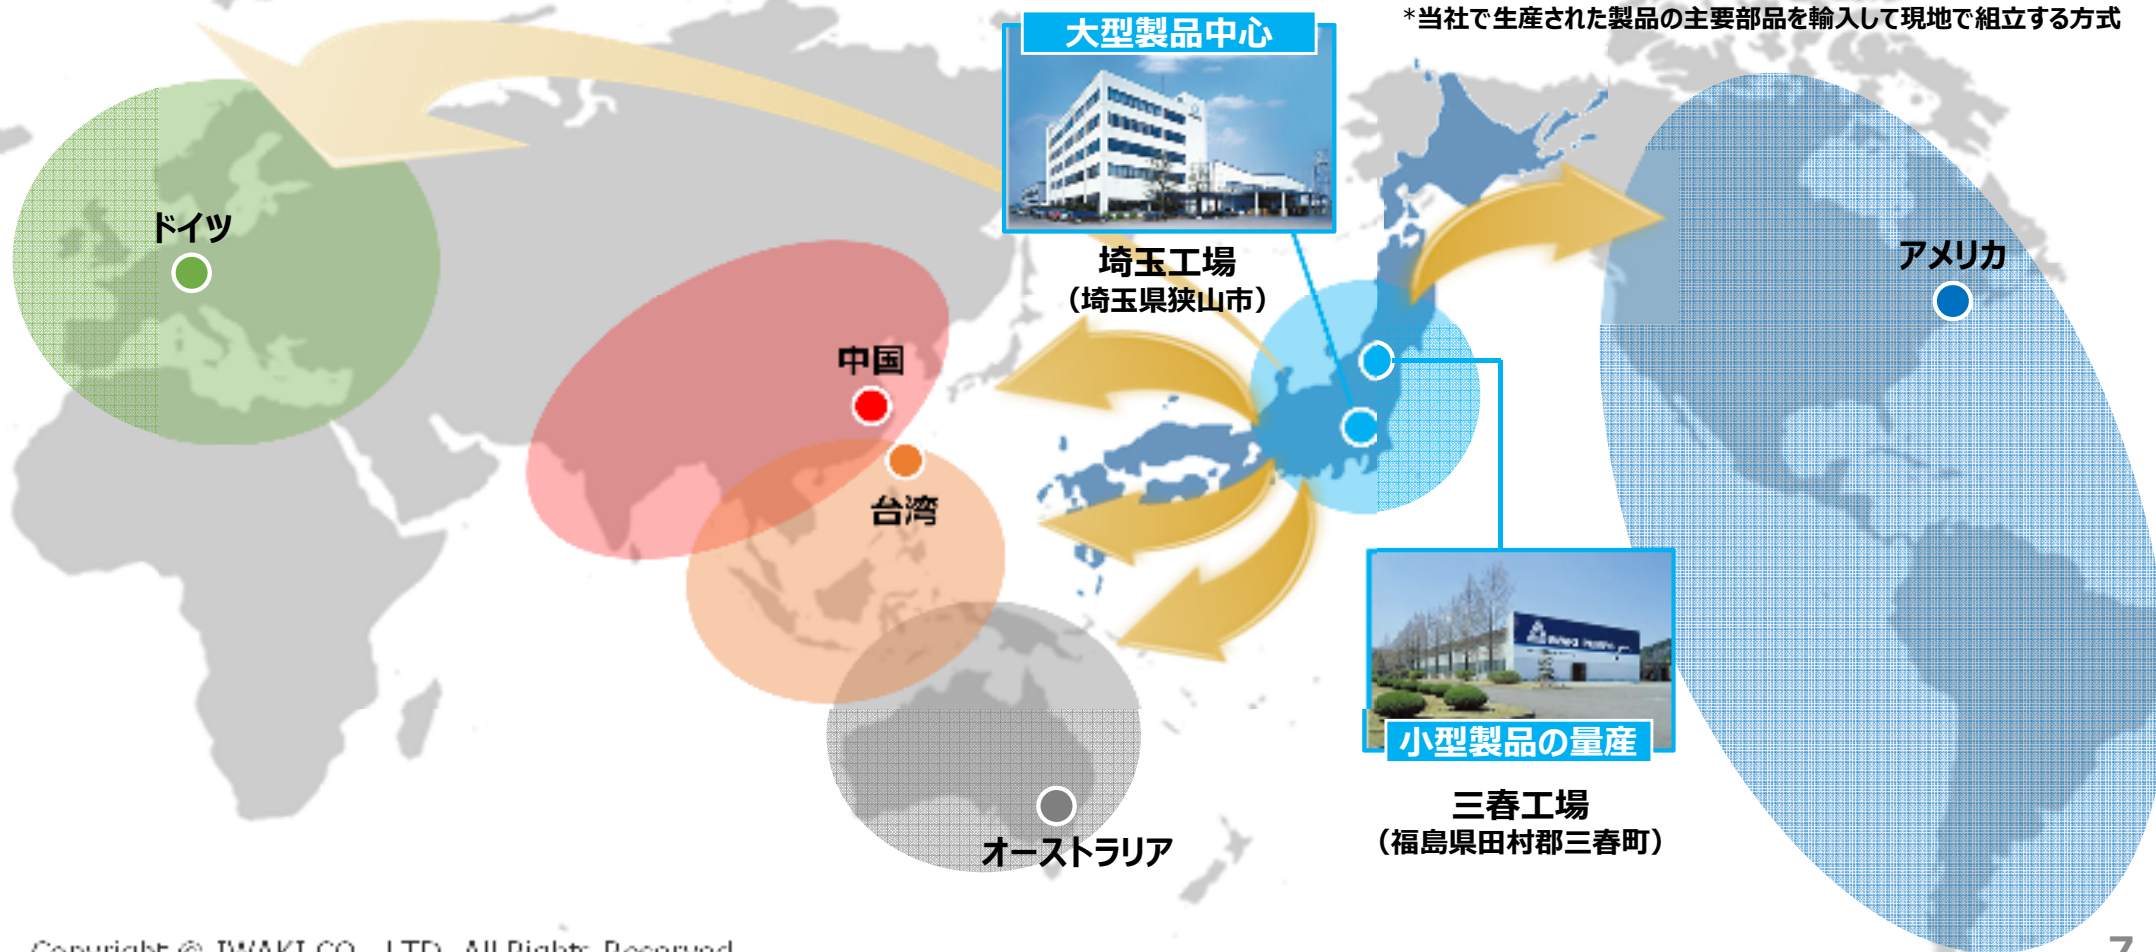 *当社で生産された製品の主要部品を輸入して現地で組立する方式
大型製品中心
埼玉工場
（埼玉県狭山市）
ドイツ
アメリカ
中国
台湾
オーストラリア
小型製品の量産
三春工場
（福島県田村郡三春町）
Copyright © IWAKI CO., LTD. All Rights Reserved
7